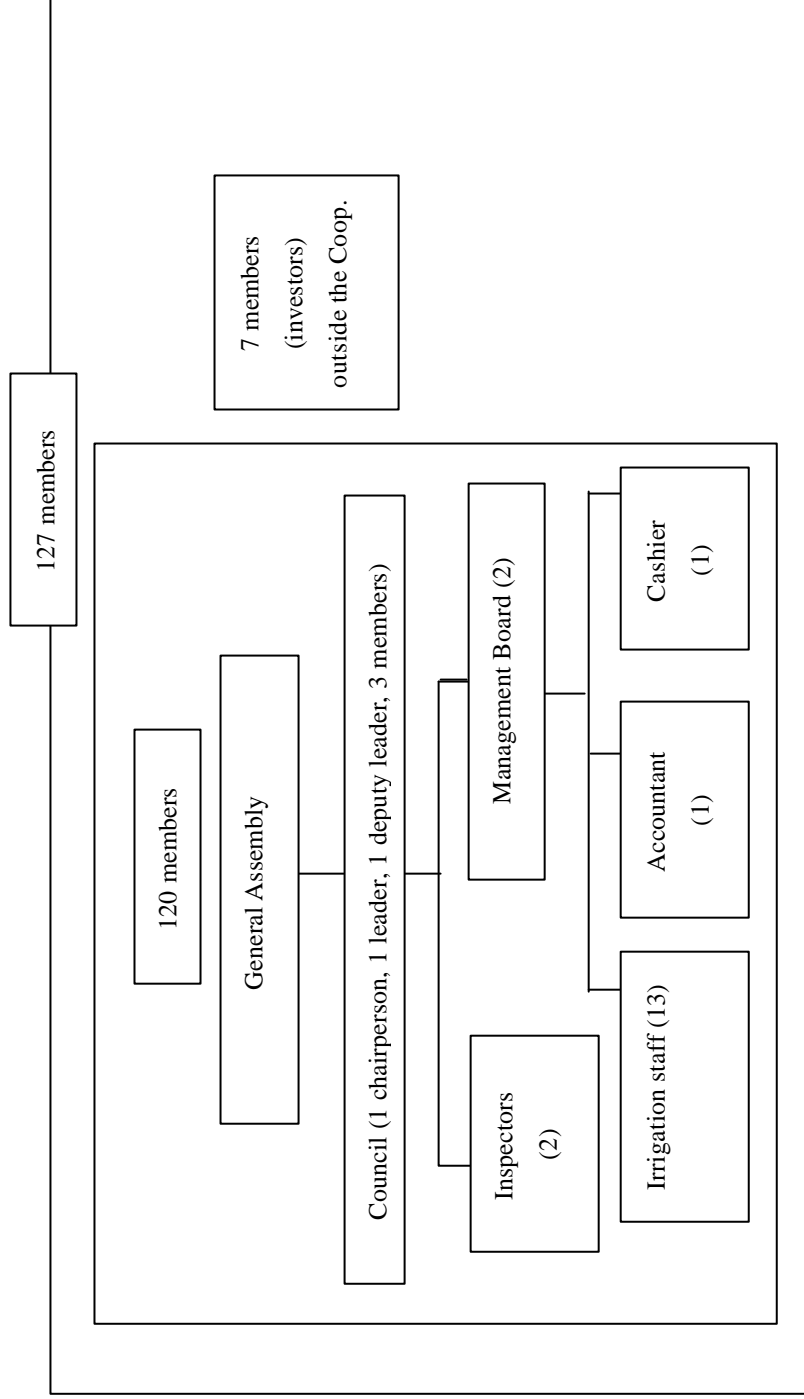 127 members
120 members
General Assembly
Council (1 chairperson, 1 leader, 1 deputy leader, 3 members)
Inspectors
(2)
Management Board (2)
Irrigation staff (13)
Accountant
(1)
Cashier
(1)
7 members
(investors)
outside the Coop.